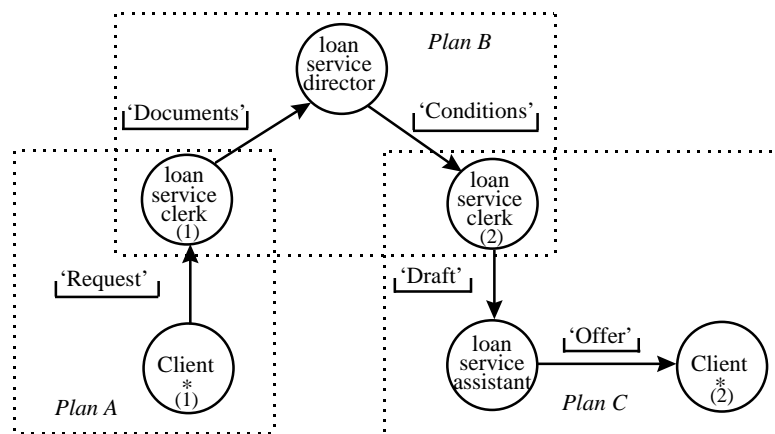 loan
service
director
Plan B
‘Documents’
‘Conditions’
loan
service
clerk
(1)
loan
service
clerk
(2)
‘Request’
‘Draft’
Client
*
(1)
Plan A
loan
service
assistant
‘Offer’
Client
*
(2)
Plan C